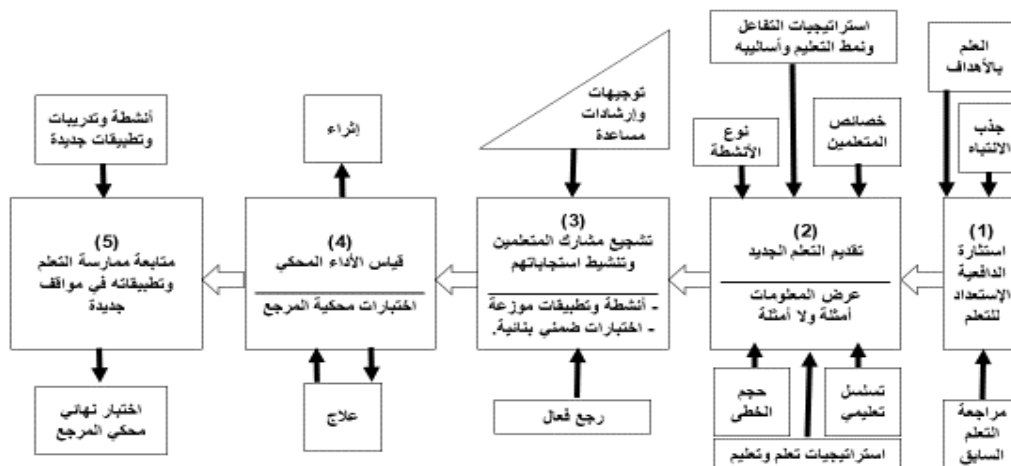 العلم
بالأهداف
جذب
الانتباه
(1)
استثارة
الدافعية
الإستعداد
للتعلم
مراجعة
التعلم
السابق
استراتيجيات التفاعل
ونمط التعليم وأساليبه
خصائص
المتعلمين
نوع
الأنشطة
(2)
تقديم التعلم الجديد
عرض المعلومات
أمثلة ولا أمثلة
تسلسل
تعليمي
حجم
الخطى
استراتيجيات تعلم وتعليم
توجيهات
وإرشادات
مساعدة
(3)
تشجيع مشارك المتعلمين
وتنشيط استجاباتهم
- أنشطة وتطبيقات موزعة
- اختبارات ضمني بنائية.
رجع فعال
إثراء
(4)
قياس الأداء المحكي
اختبارات محكية المرجع
علاج
أنشطة وتدريبات
وتطبيقات جديدة
(5)
متابعة ممارسة التعلم
وتطبيقاته في مواقف
جديدة
اختبار نهائي
محكي المرجع